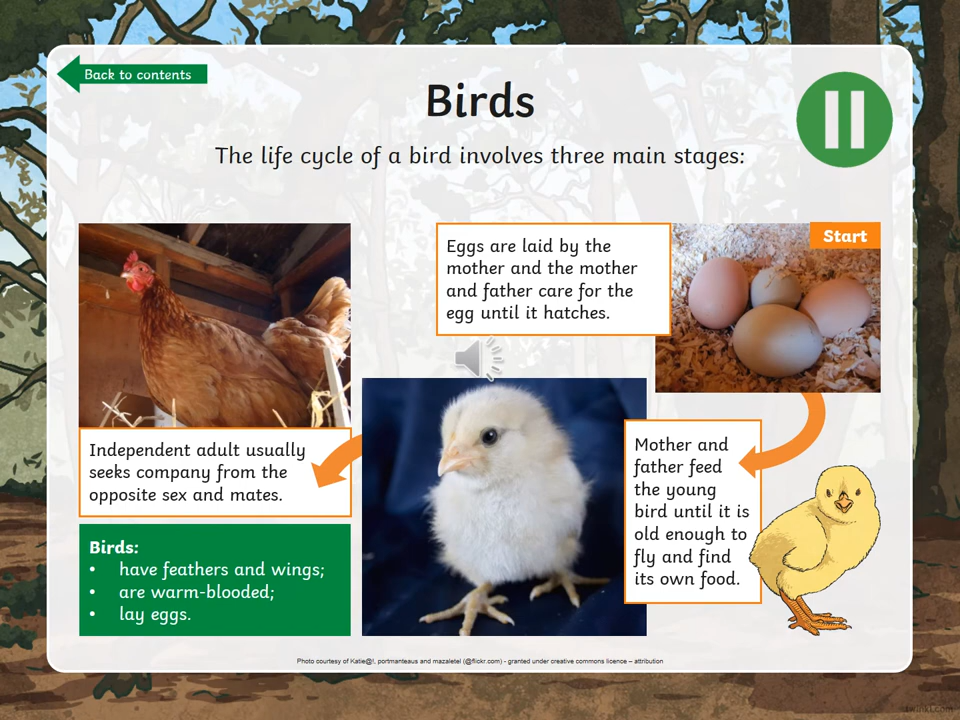 Back to contents
Birds
The life cycle of a bird involves three main stages:
Start
Eggs are laid by the
mother and the mother
and father care for the
egg until it hatches.
Mother and
father feed
the young
bird until it is
old enough to
fly and find
its own food.
Independent adult usually
seeks company from the
opposite sex and mates.
Birds:
• have feathers and wings;
• are warm-blooded;
• lay eggs.
Photo courtesy of Katie@!, portmanteaus and mazaletel (@flickr.com) - granted under creative commons licence – attribution
twinkl.com